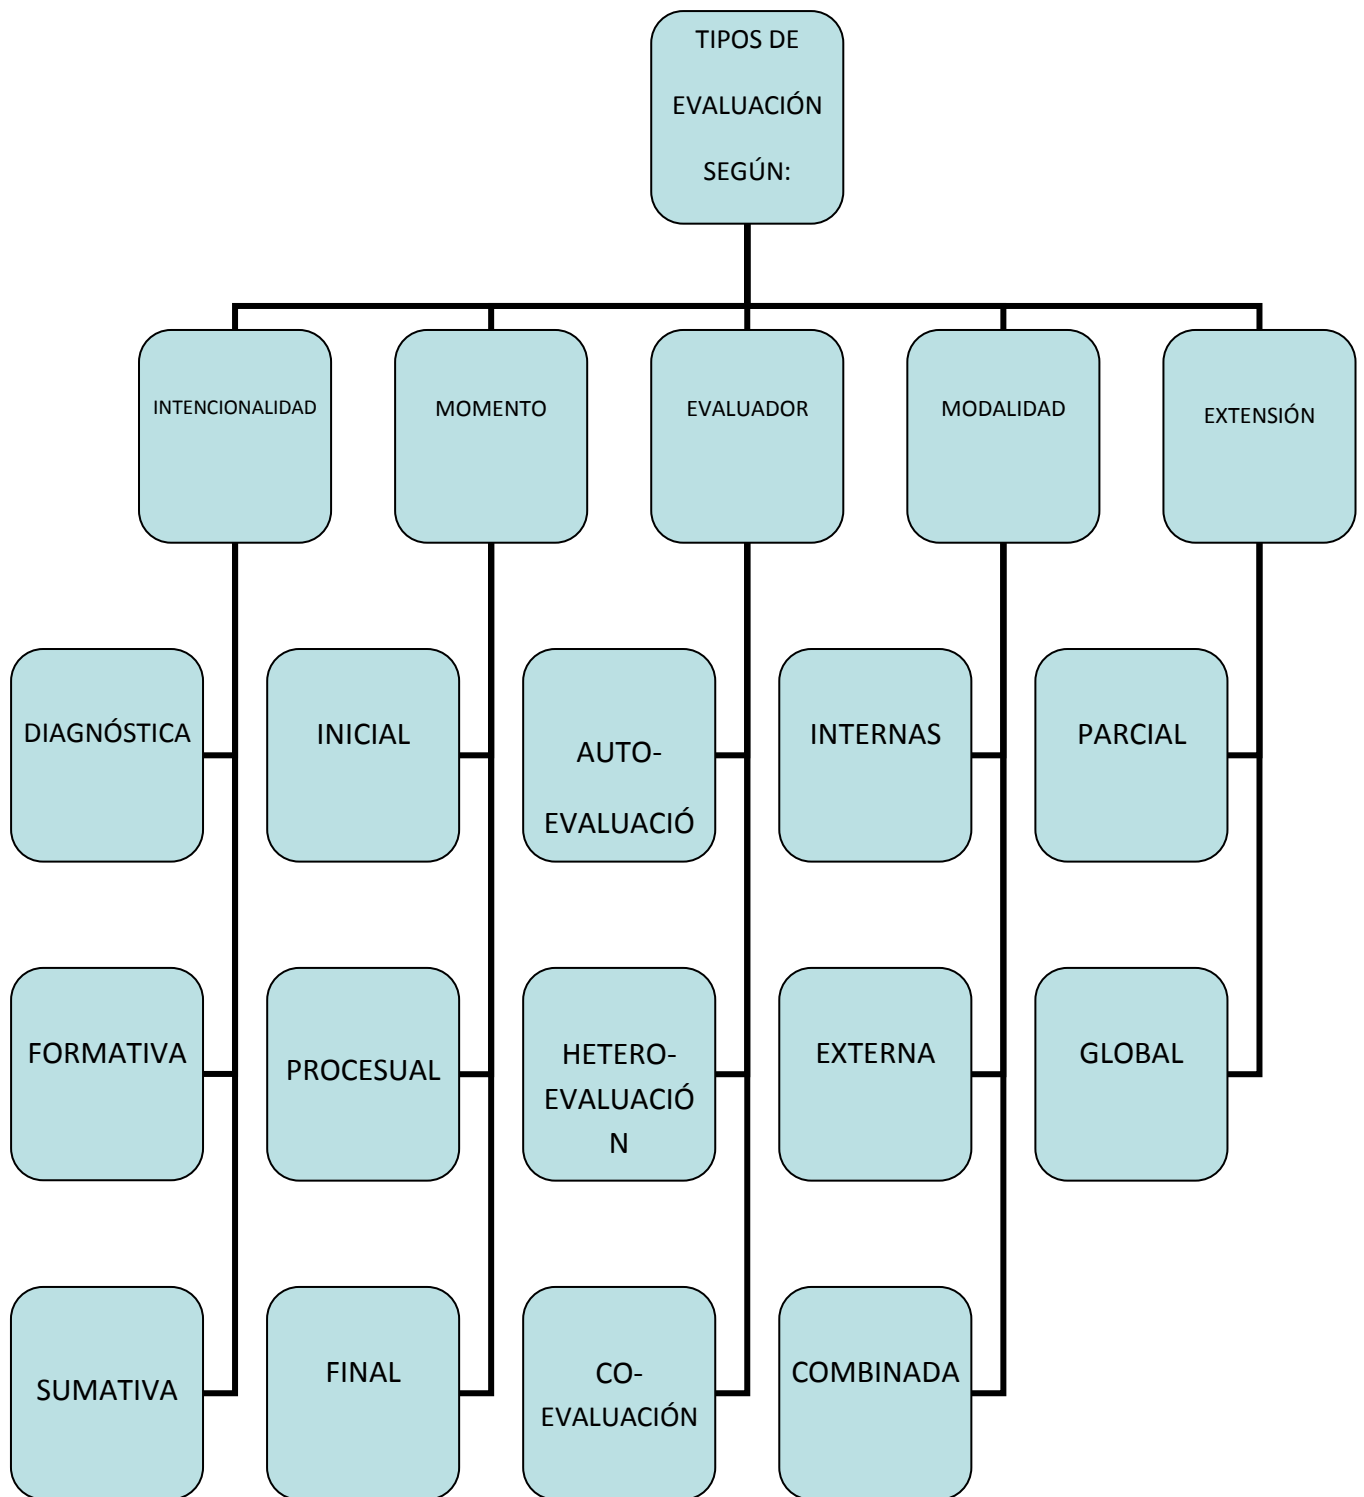 TIPOS DE
EVALUACIÓN
SEGÚN:
INTENCIONALIDAD
MOMENTO
EVALUADOR
MODALIDAD
EXTENSIÓN
DIAGNÓSTICA
INICIAL
AUTO-
EVALUACIÓ
INTERNAS
PARCIAL
FORMATIVA
PROCESUAL
HETERO-
EVALUACIÓ
N
EXTERNA
GLOBAL
SUMATIVA
FINAL
CO-
EVALUACIÓN
COMBINADA